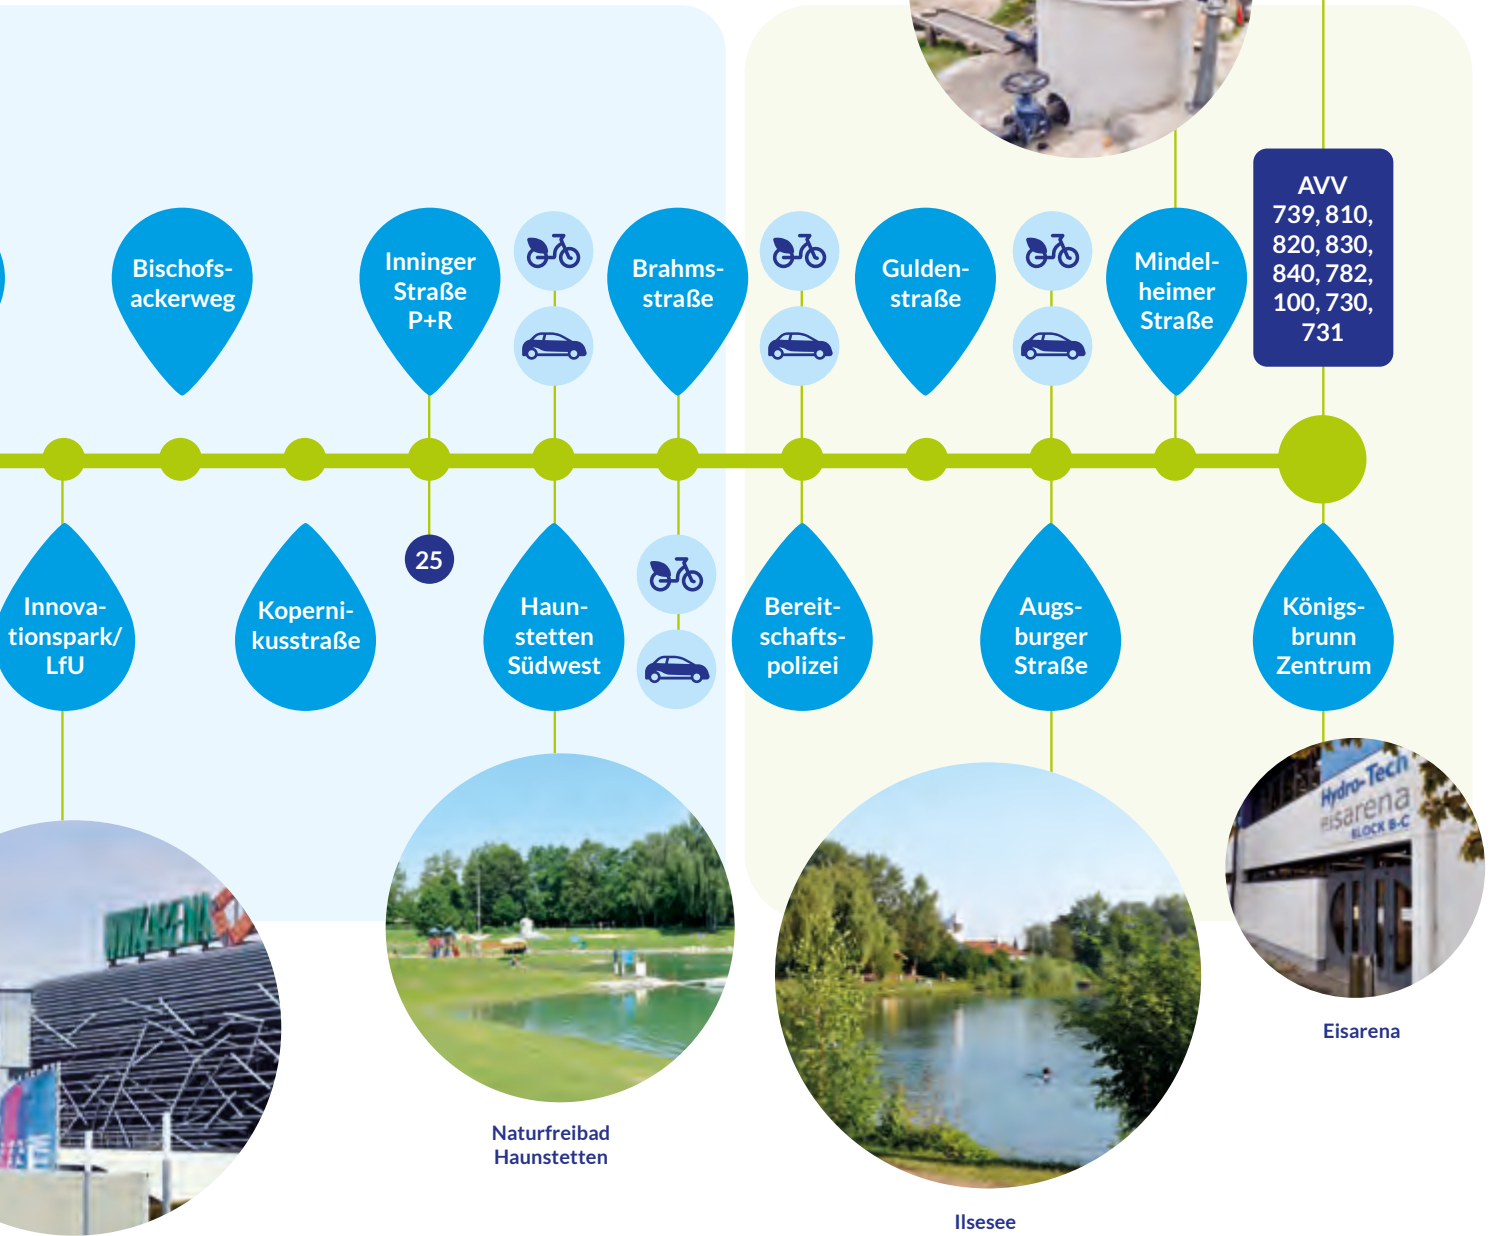 AVV
739, 810,
820, 830,
840, 782,
100, 730,
731
Bischofs-
ackerweg
Inninger
Straße
P+R
Brahms-
straße
Gulden-
straße
Mindel-
heimer
Straße
25
Innova-
tionspark/
LfU
Koperni-
kusstraße
Haun-
stetten
Südwest
Bereit-
schafts-
polizei
Augs-
burger
Straße
Königs-
brunn
Zentrum
Hydro-Tech
eisarena
BLOCK B-C
WWK ARENA
Eisarena
Naturfreibad
Haunstetten
Ilsesee